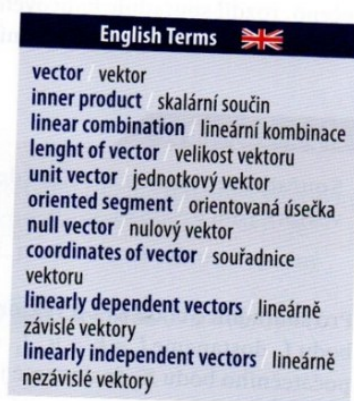 English Terms
vector / vektor
inner product / skalární součin
linear combination / lineární kombinace
lenght of vector / velikost vektoru
unit vector / jednotkový vektor
oriented segment / orientovaná úsečka
null vector / nulový vektor
coordinates of vector / souřadnice
vektoru
linearly dependent vectors / lineárně
závislé vektory
linearly independent vectors / lineárně
nezávislé vektory